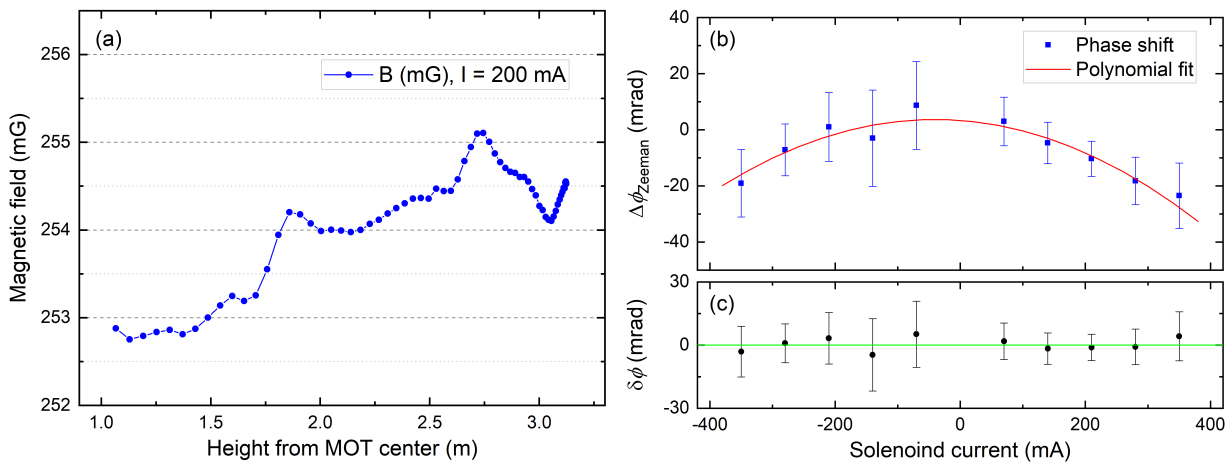 (a)
B (mG), I = 200 mA
256
255
254
253
252
Magnetic field (mG)
1.0 1.5 2.0 2.5 3.0
Height from MOT center (m)
(b)
Phase shift
Polynomial fit
40
20
0
-20
-40
Δϕ_Zeeman (mrad)
(c)
30
0
-30
δϕ (mrad)
-400 -200 0 200 400
Solenoind current (mA)